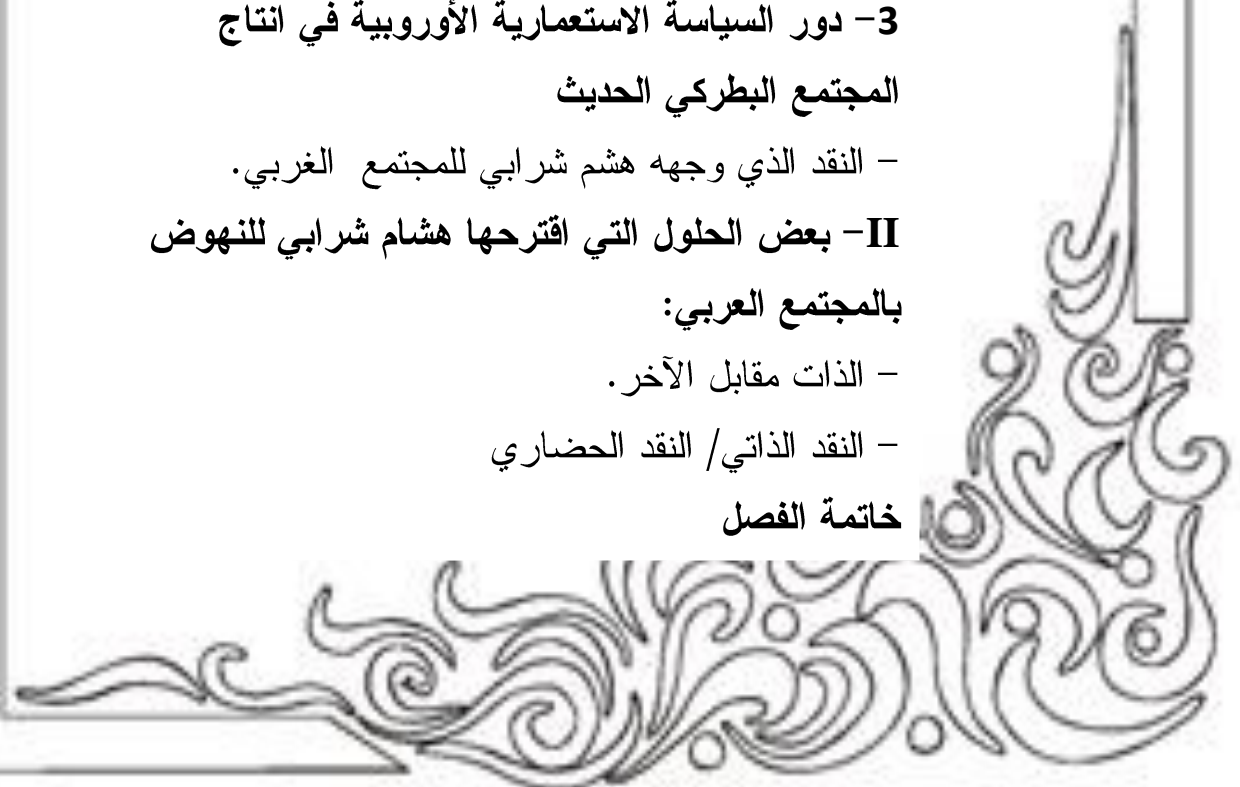 3- دور السياسة الاستعمارية الأوروبية في انتاج
المجتمع البطركي الحديث
- النقد الذي وجهه هشم شرابي للمجتمع الغربي.
II- بعض الحلول التي اقترحها هشام شرابي للنهوض
بالمجتمع العربي:
- الذات مقابل الآخر.
- النقد الذاتي/ النقد الحضاري
خاتمة الفصل